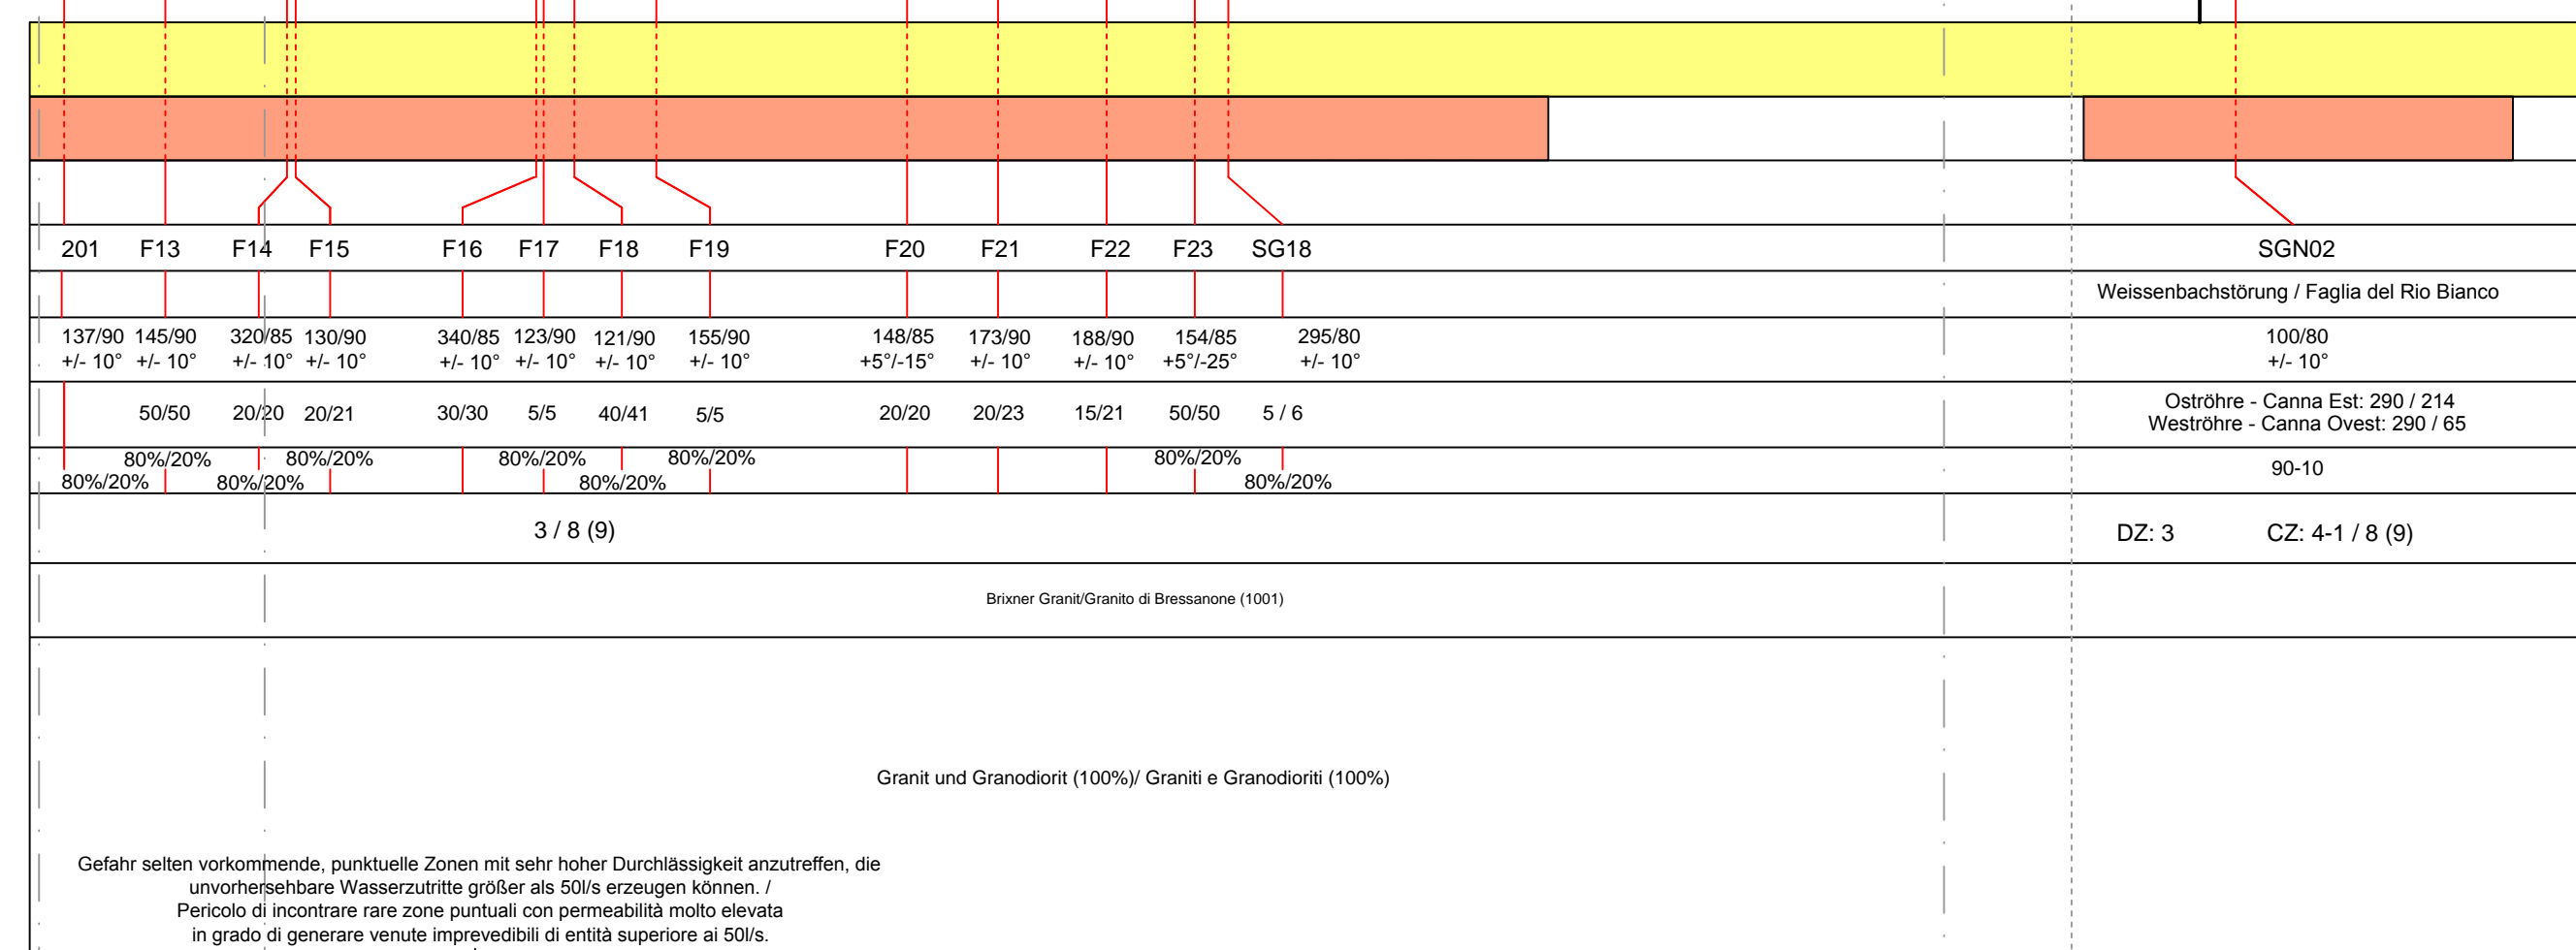 201 F13 F14 F15 F16 F17 F18 F19 F20 F21 F22 F23 SG18 SGN02
Weissenbachstörung / Faglia del Rio Bianco
137/90 145/90 320/85 130/90 340/85 123/90 121/90 155/90 148/85 173/90 188/90 154/85 295/80 100/80
+/- 10° +/- 10° +/- 10° +/- 10° +/- 10° +/- 10° +/- 10° +/- 10° +5°/-15° +/- 10° +/- 10° +5°/-25° +/- 10° +/- 10°
50/50 20/20 20/21 30/30 5/5 40/41 5/5 20/20 20/23 15/21 50/50 5 / 6
Oströhre - Canna Est: 290 / 214
Weströhre - Canna Ovest: 290 / 65
80%/20% 80%/20% 80%/20% 80%/20% 80%/20%
80%/20% 80%/20% 80%/20% 80%/20%
90-10
3 / 8 (9) DZ: 3 CZ: 4-1 / 8 (9)
Brixner Granit/Granito di Bressanone (1001)
Granit und Granodiorit (100%)/ Graniti e Granodioriti (100%)
Gefahr selten vorkommende, punktuelle Zonen mit sehr hoher Durchlässigkeit anzutreffen, die
unvorhersehbare Wasserzutritte größer als 50l/s erzeugen können. /
Pericolo di incontrare rare zone puntuali con permeabilità molto elevata
in grado di generare venute imprevedibili di entità superiore ai 50l/s.